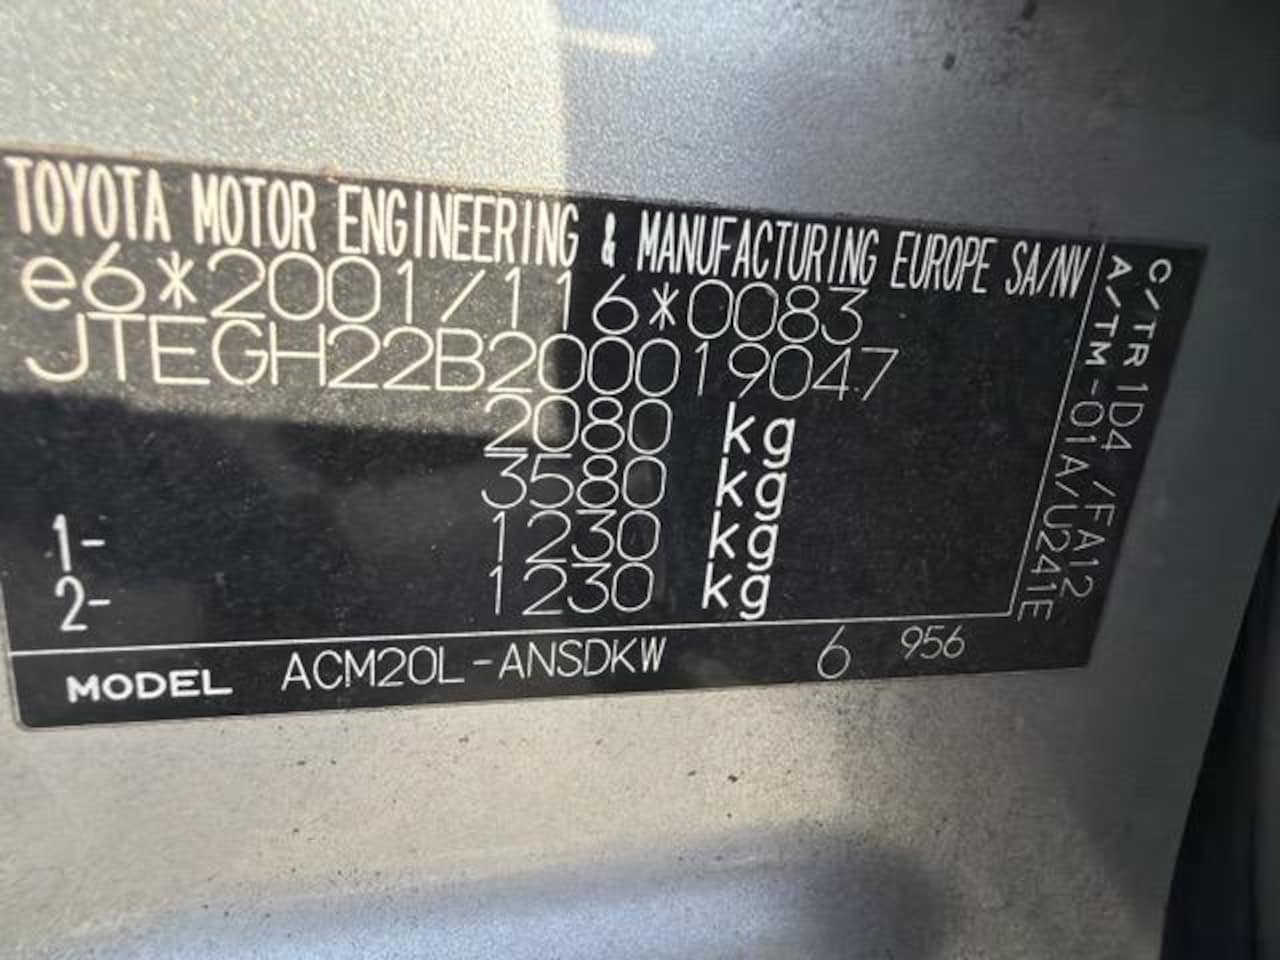 TOYOTA MOTOR ENGINEERING & MANUFACTURING EUROPE SA/NV
e6*2001/116*0083
JTEGH22B200019047
2080 kg
3580 kg
1- 1230 kg
2- 1230 kg
MODEL ACM20L-ANSDKW 6 956
C/TR 1D4 /FA12
A/TM-01A/U241E